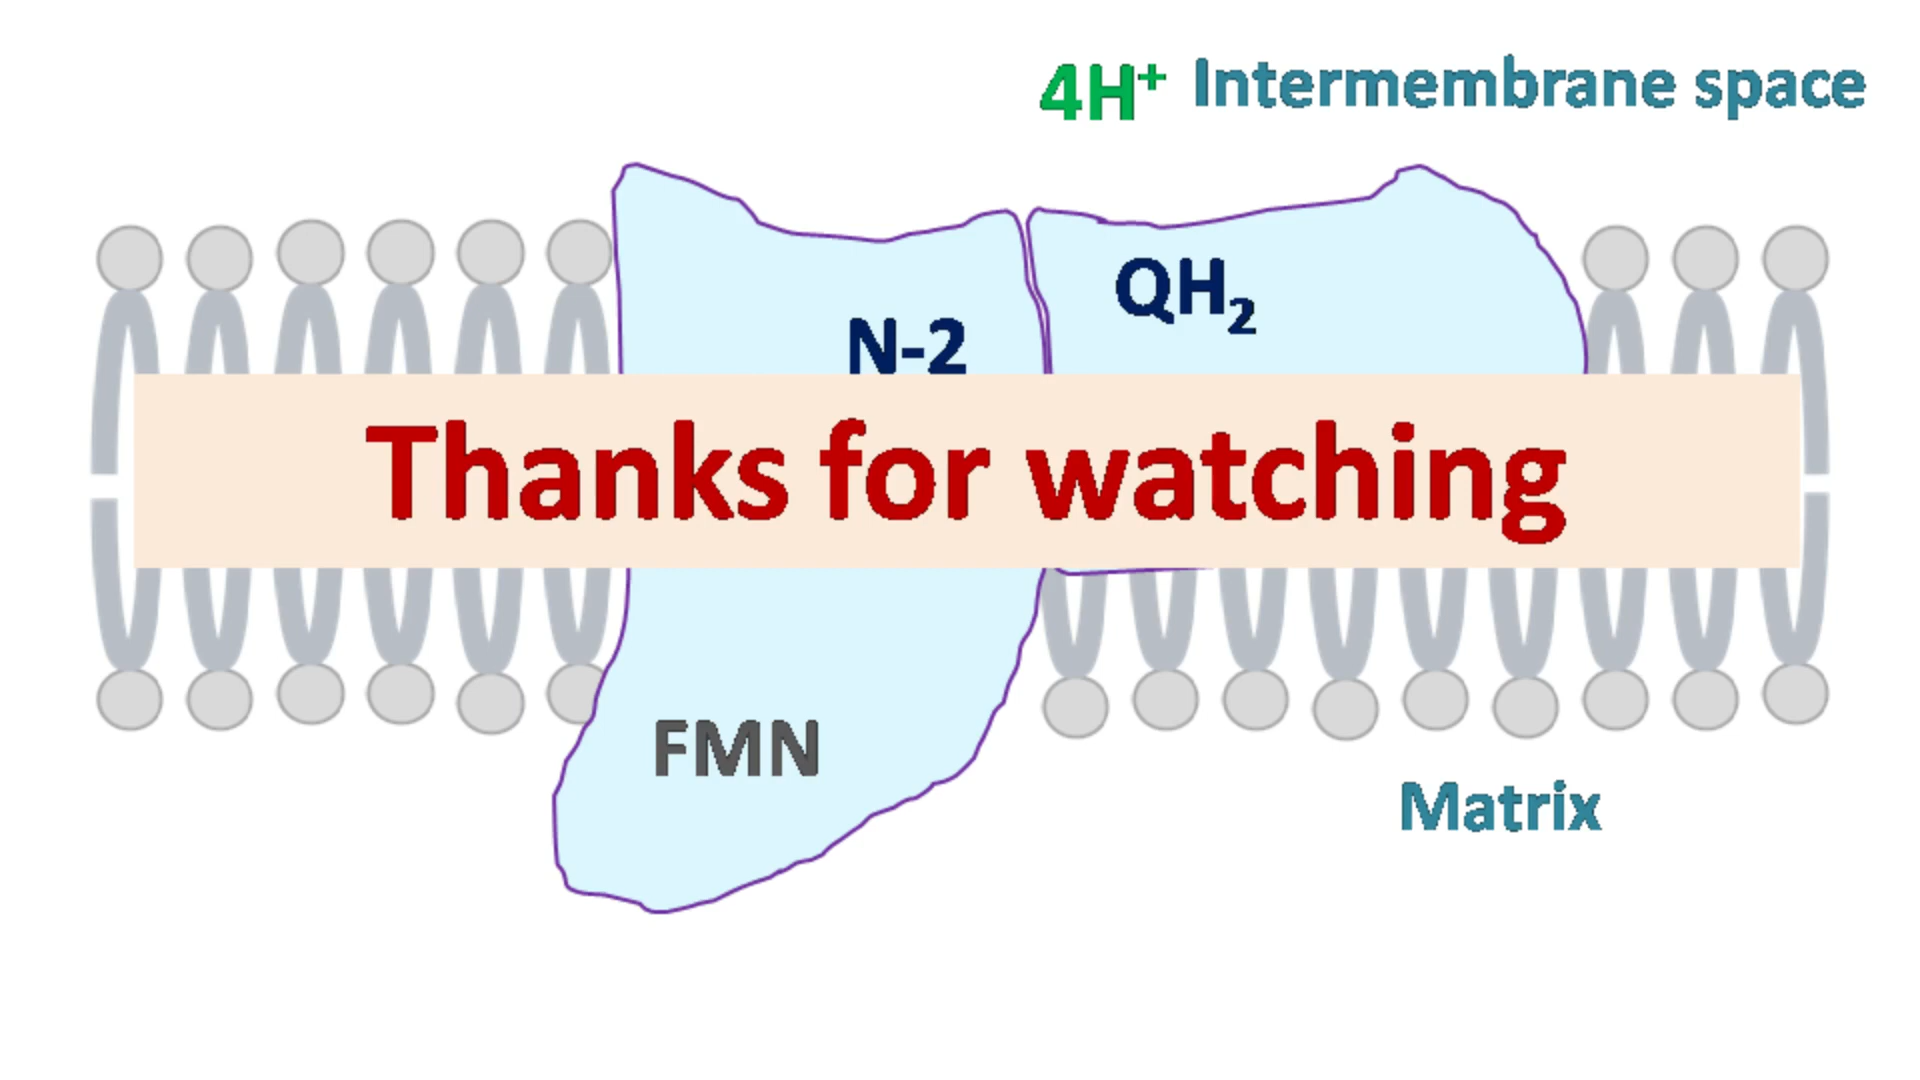 4H⁺ Intermembrane space
QH₂
N-2
Thanks for watching
FMN
Matrix